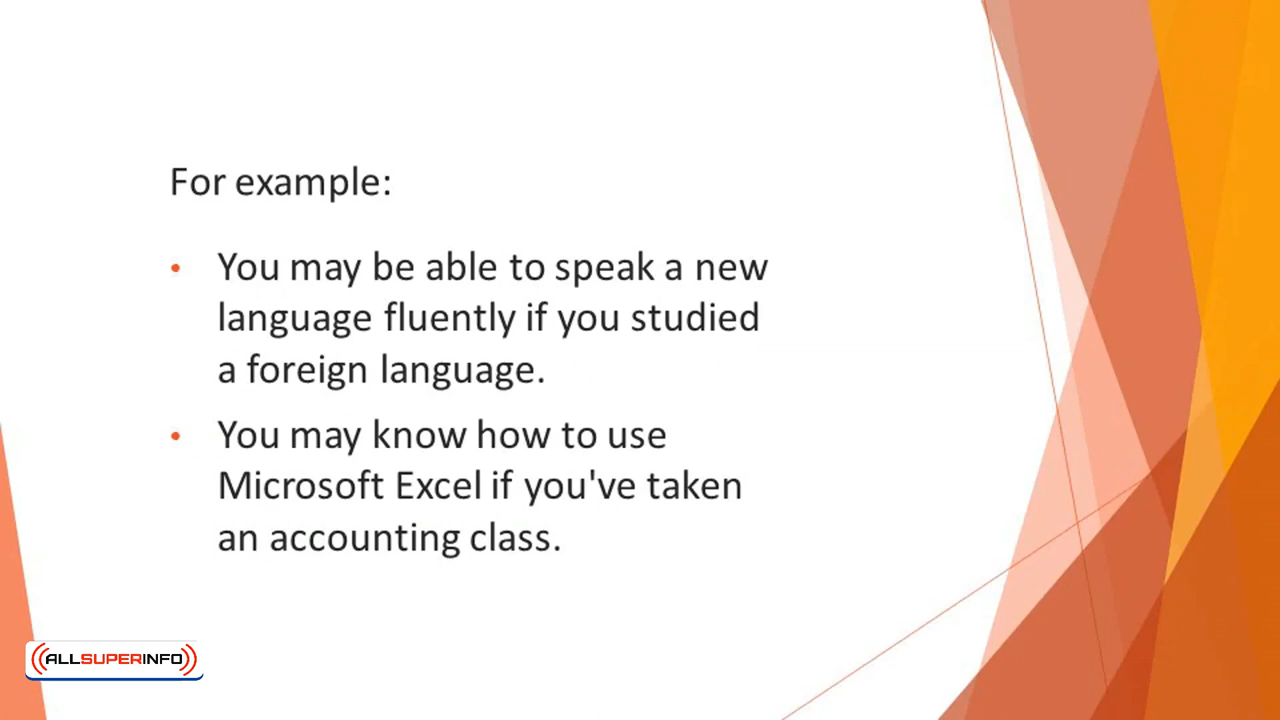 For example:
• You may be able to speak a new
language fluently if you studied
a foreign language.
• You may know how to use
Microsoft Excel if you've taken
an accounting class.
ALLSUPERINFO